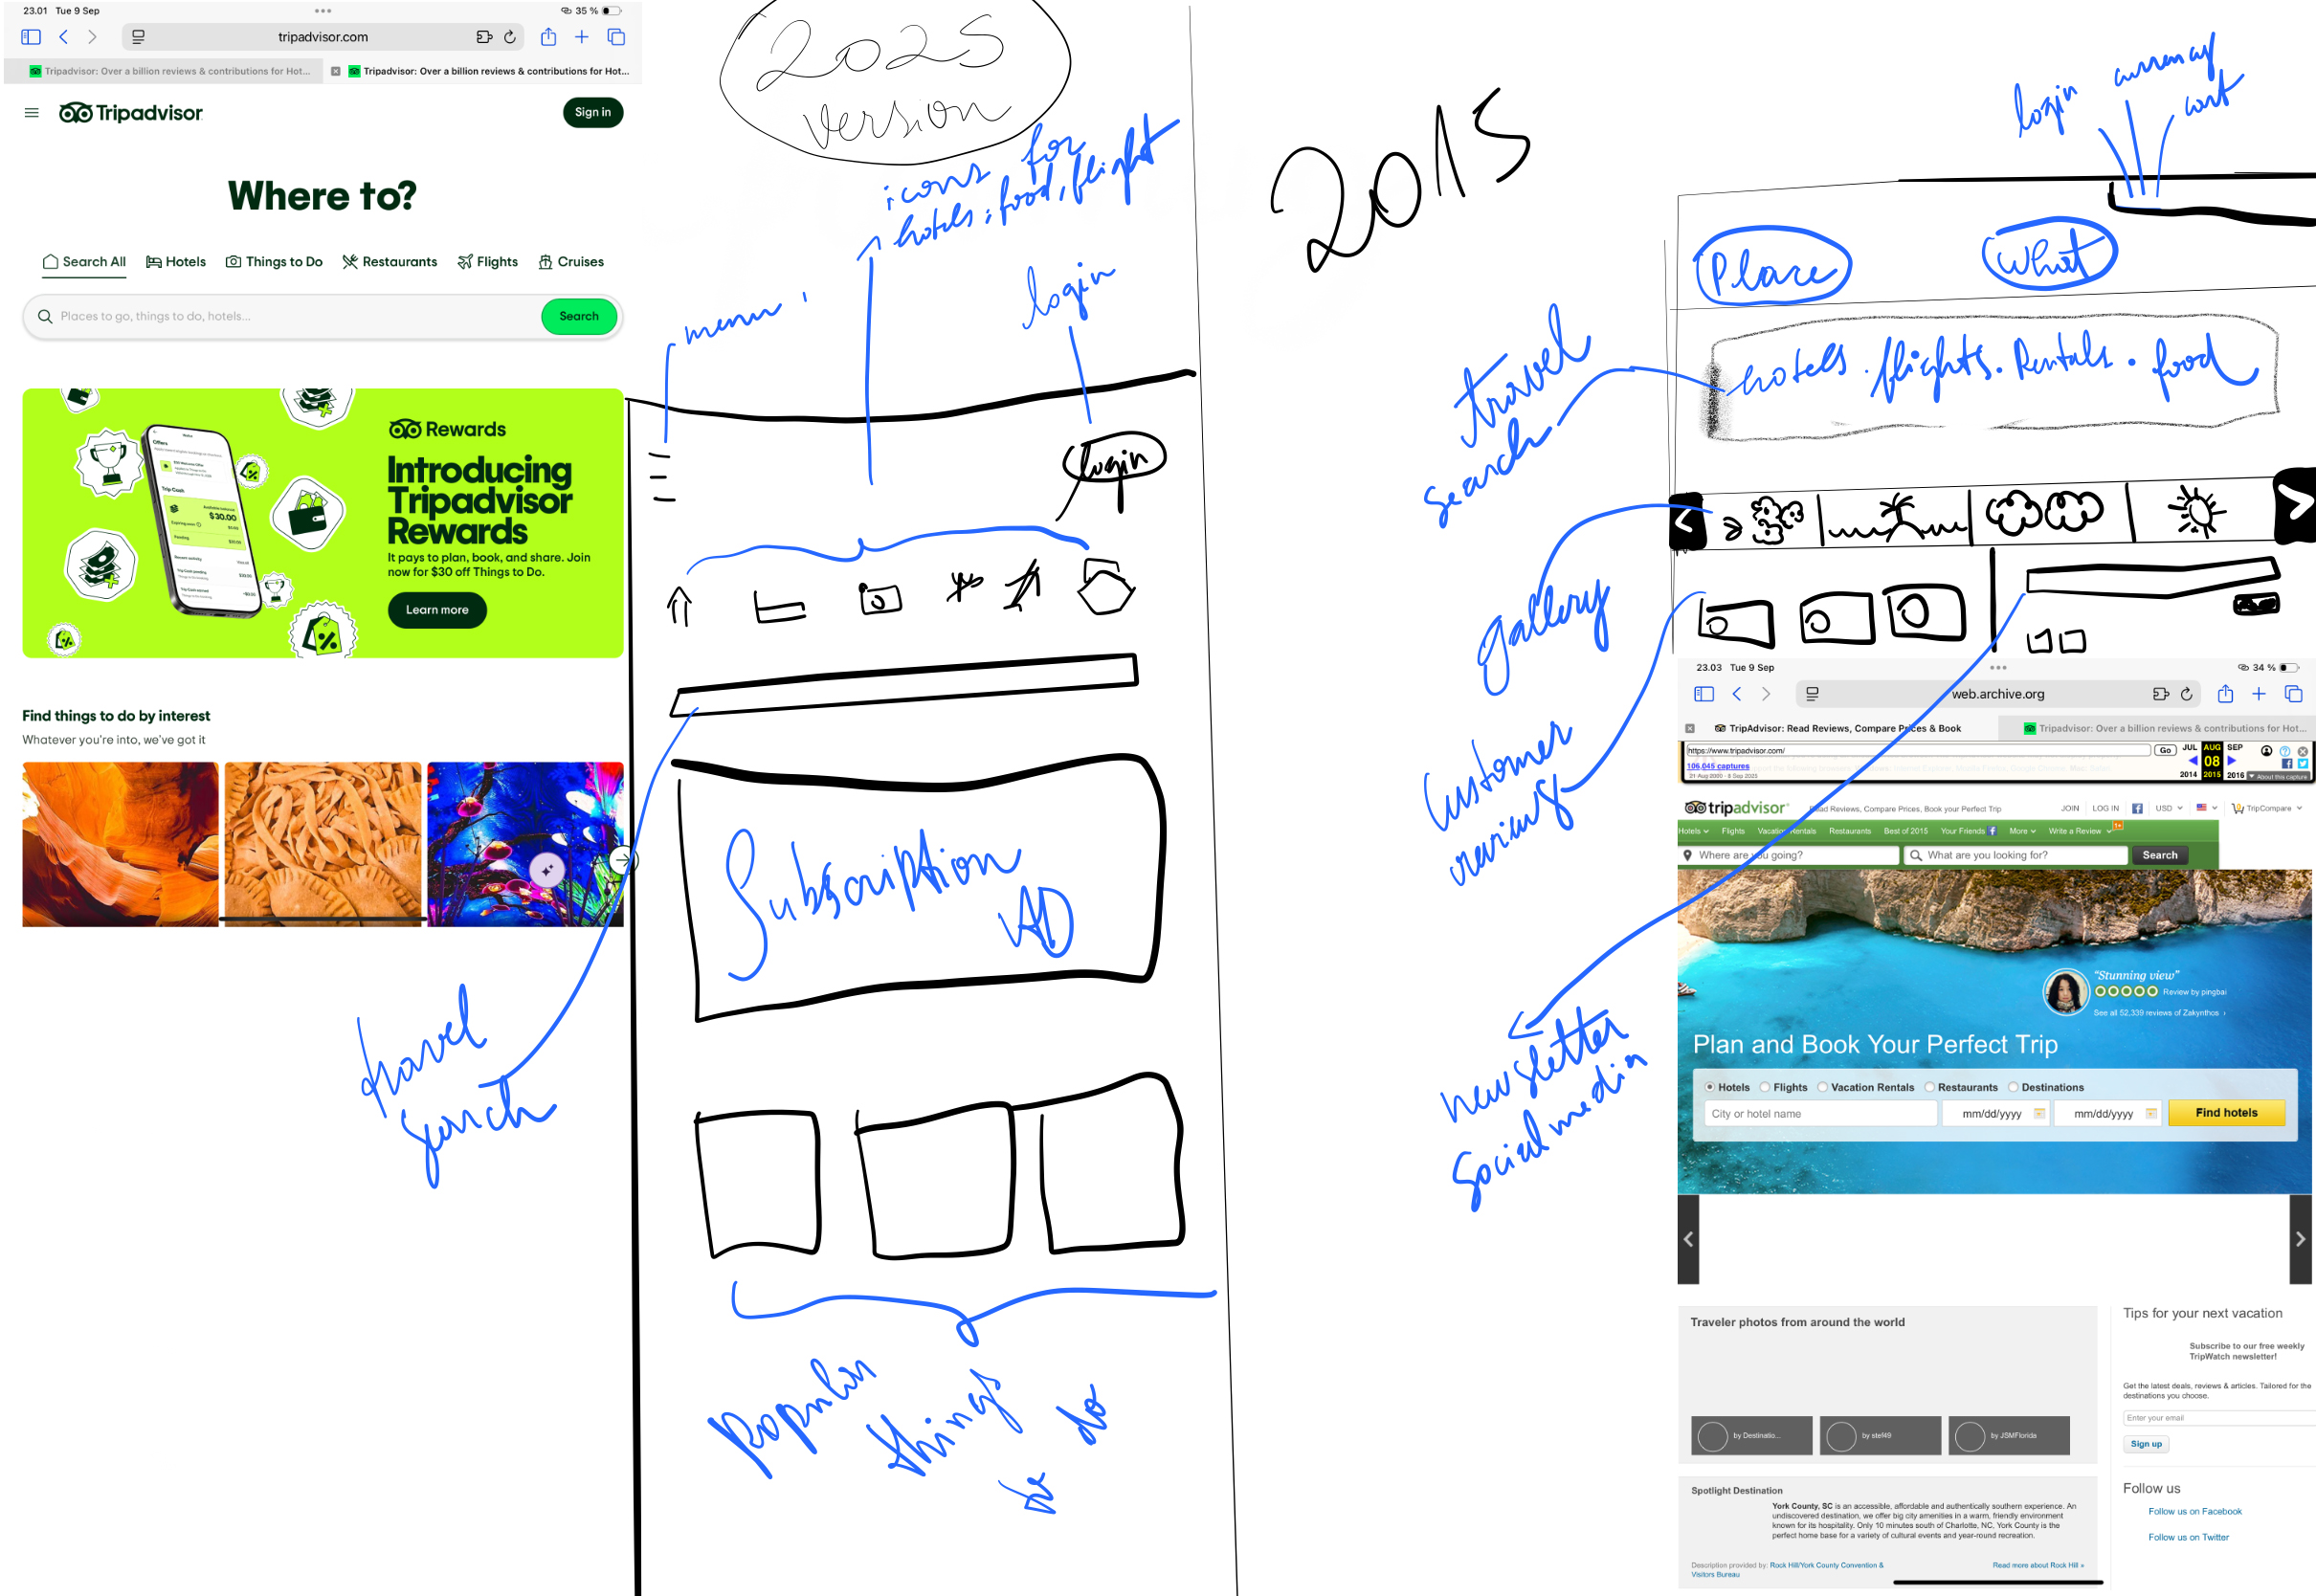 23.01 Tue 9 Sep
35 %
tripadvisor.com
Tripadvisor: Over a billion reviews & contributions for Hot...
Tripadvisor: Over a billion reviews & contributions for Hot...
Tripadvisor
Sign in
Where to?
Search All
Hotels
Things to Do
Restaurants
Flights
Cruises
Places to go, things to do, hotels...
Search
Rewards
Introducing
Tripadvisor
Rewards
It pays to plan, book, and share. Join
now for $30 off Things to Do.
Learn more
Offers
Trip Cash
$30.00
Find things to do by interest
Whatever you're into, we've got it
travel
search
2025
version
icons for
hotels, food, flight
menu
login
login
Subscription
AD
Popular
things
to do
2015
login currency
cart
Place
What
hotels . flights. Rentals . food
travel
search
gallery
Customer
reviews
newsletter
Social media
23.03 Tue 9 Sep
34 %
web.archive.org
TripAdvisor: Read Reviews, Compare Prices & Book
Tripadvisor: Over a billion reviews & contributions for Hot...
https://www.tripadvisor.com/
Go
JUL AUG SEP
08
2014 2015 2016
106,045 captures
21 Aug 2000 - 8 Sep 2025
About this capture
tripadvisor
Read Reviews, Compare Prices, Book your Perfect Trip
JOIN
LOG IN
USD
TripCompare
Hotels
Flights
Vacation Rentals
Restaurants
Best of 2015
Your Friends
More
Write a Review
1+
Where are you going?
What are you looking for?
Search
"Stunning view"
Review by pingbai
See all 52,339 reviews of Zakynthos ›
Plan and Book Your Perfect Trip
Hotels
Flights
Vacation Rentals
Restaurants
Destinations
City or hotel name
mm/dd/yyyy
mm/dd/yyyy
Find hotels
Traveler photos from around the world
by Destinatio...
by stef49
by JSMFlorida
Spotlight Destination
York County, SC is an accessible, affordable and authentically southern experience. An
undiscovered destination, we offer big city amenities in a warm, friendly environment
known for its hospitality. Only 10 minutes south of Charlotte, NC, York County is the
perfect home base for a variety of cultural events and year-round recreation.
Description provided by: Rock Hill/York County Convention &
Visitors Bureau
Read more about Rock Hill »
Tips for your next vacation
Subscribe to our free weekly
TripWatch newsletter!
Get the latest deals, reviews & articles. Tailored for the
destinations you choose.
Enter your email
Sign up
Follow us
Follow us on Facebook
Follow us on Twitter